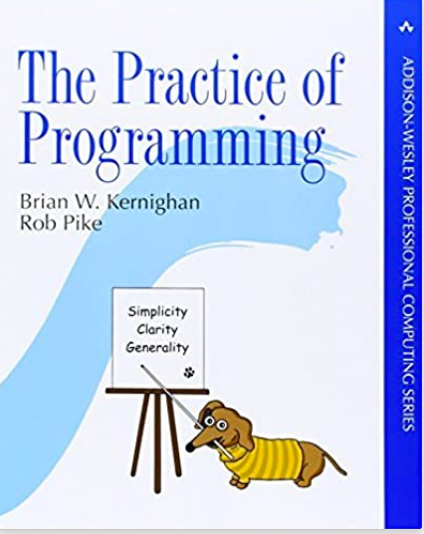 The Practice of
Programming
Brian W. Kernighan
Rob Pike
Simplicity
Clarity
Generality
ADDISON-WESLEY PROFESSIONAL COMPUTING SERIES